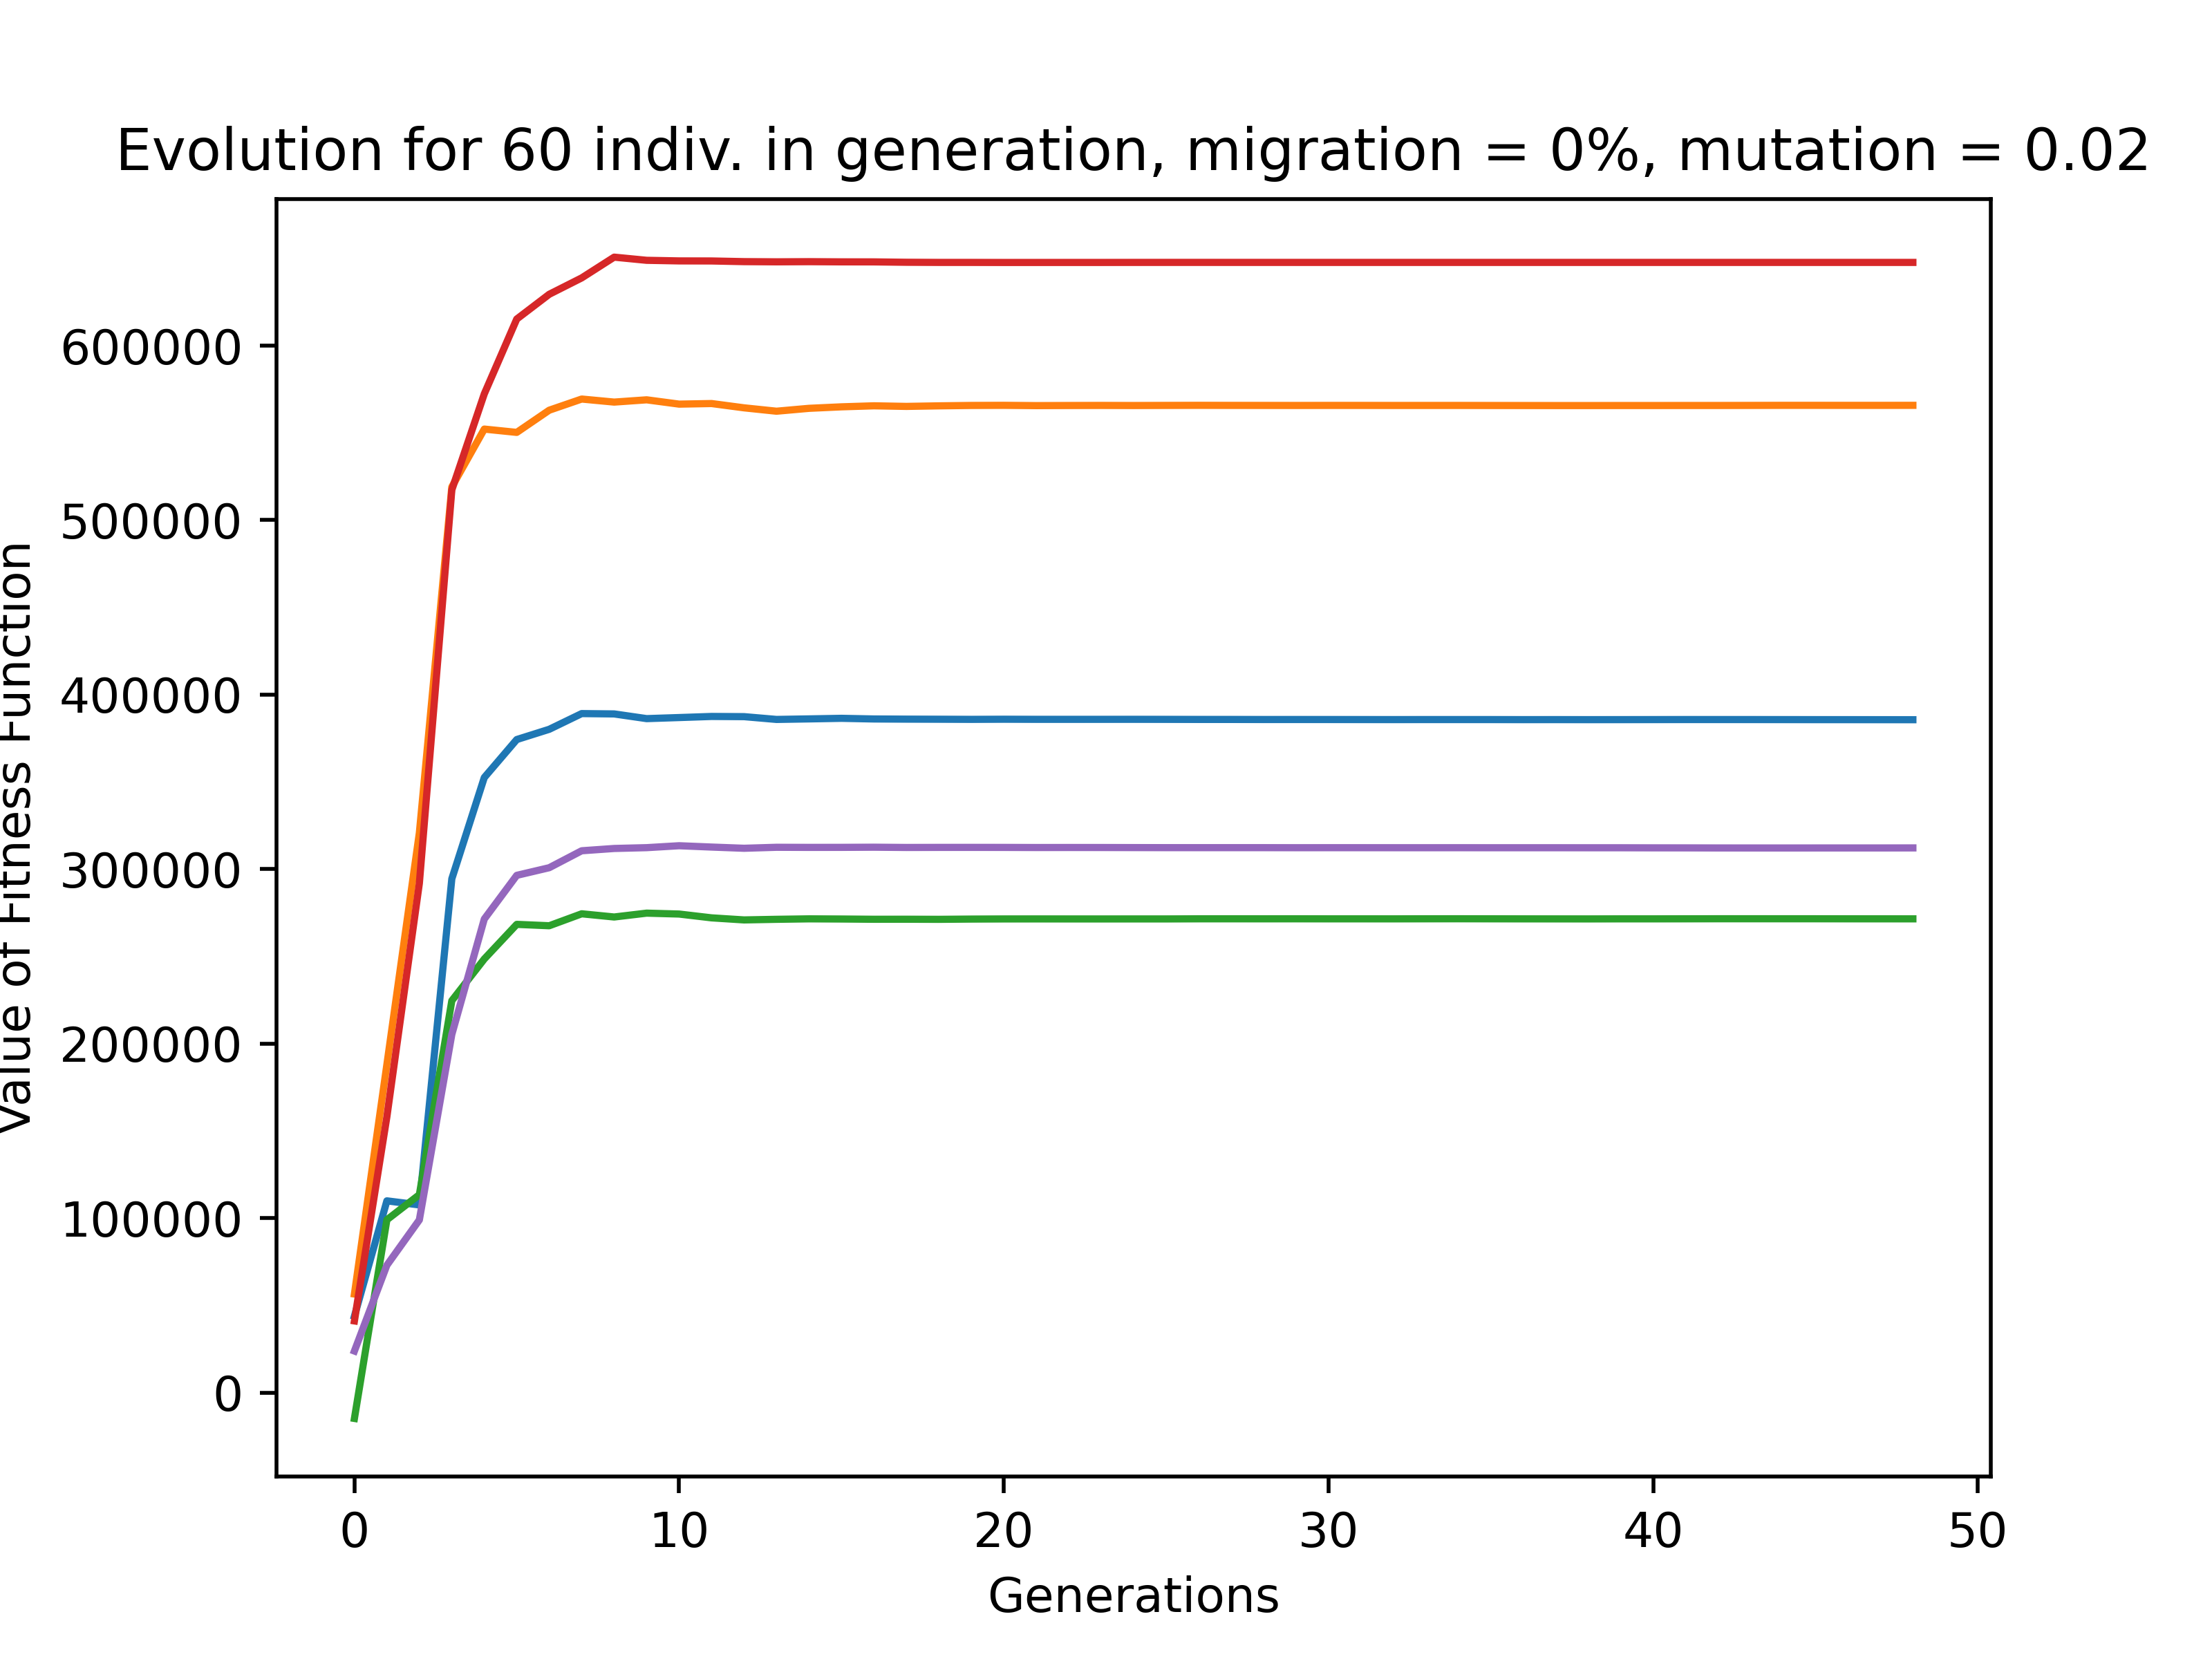 Evolution for 60 indiv. in generation, migration = 0%, mutation = 0.02
Value of Fitness Function
600000
500000
400000
300000
200000
100000
0
0 10 20 30 40 50
Generations